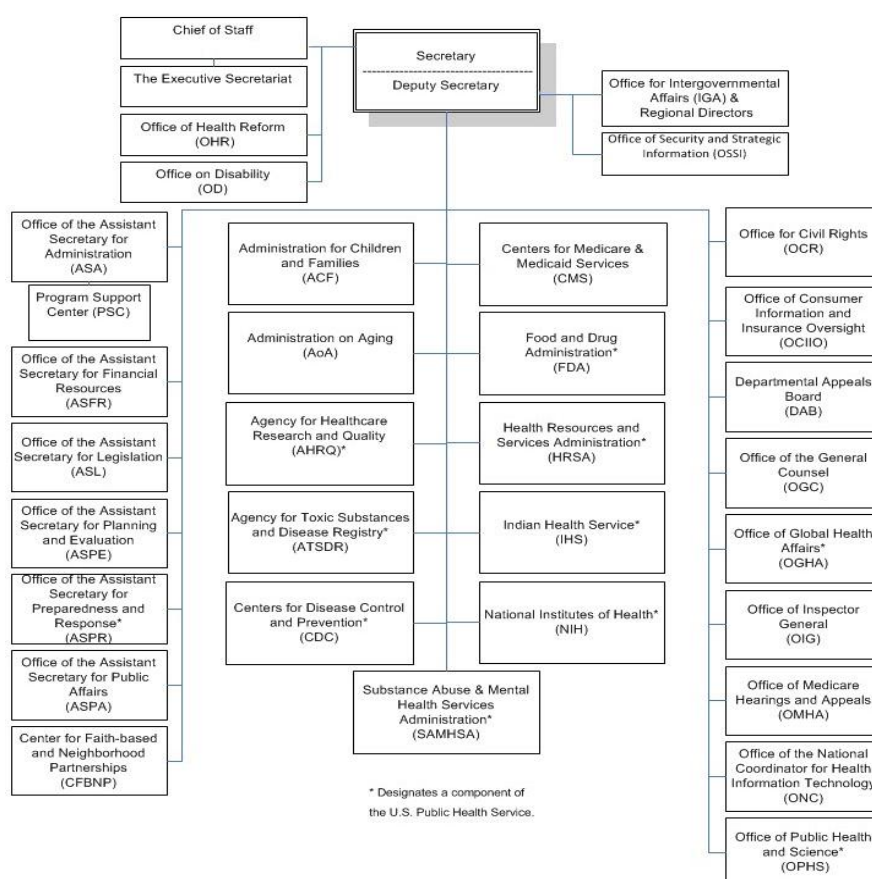 Chief of Staff
The Executive Secretariat
Office of Health Reform
(OHR)
Office on Disability
(OD)
Secretary
Deputy Secretary
Office for Intergovernmental
Affairs (IGA) &
Regional Directors
Office of Security and Strategic
Information (OSSI)
Office of the Assistant
Secretary for
Administration
(ASA)
Program Support
Center (PSC)
Office of the Assistant
Secretary for Financial
Resources
(ASFR)
Office of the Assistant
Secretary for Legislation
(ASL)
Office of the Assistant
Secretary for Planning
and Evaluation
(ASPE)
Office of the Assistant
Secretary for
Preparedness and
Response*
(ASPR)
Office of the Assistant
Secretary for Public
Affairs
(ASPA)
Center for Faith-based
and Neighborhood
Partnerships
(CFBNP)
Administration for Children
and Families
(ACF)
Administration on Aging
(AoA)
Agency for Healthcare
Research and Quality
(AHRQ)*
Agency for Toxic Substances
and Disease Registry*
(ATSDR)
Centers for Disease Control
and Prevention*
(CDC)
Centers for Medicare &
Medicaid Services
(CMS)
Food and Drug
Administration*
(FDA)
Health Resources and
Services Administration*
(HRSA)
Indian Health Service*
(IHS)
National Institutes of Health*
(NIH)
Substance Abuse & Mental
Health Services
Administration*
(SAMHSA)
* Designates a component of
the U.S. Public Health Service.
Office for Civil Rights
(OCR)
Office of Consumer
Information and
Insurance Oversight
(OCIIO)
Departmental Appeals
Board
(DAB)
Office of the General
Counsel
(OGC)
Office of Global Health
Affairs*
(OGHA)
Office of Inspector
General
(OIG)
Office of Medicare
Hearings and Appeals
(OMHA)
Office of the National
Coordinator for Health
Information Technology
(ONC)
Office of Public Health
and Science*
(OPHS)